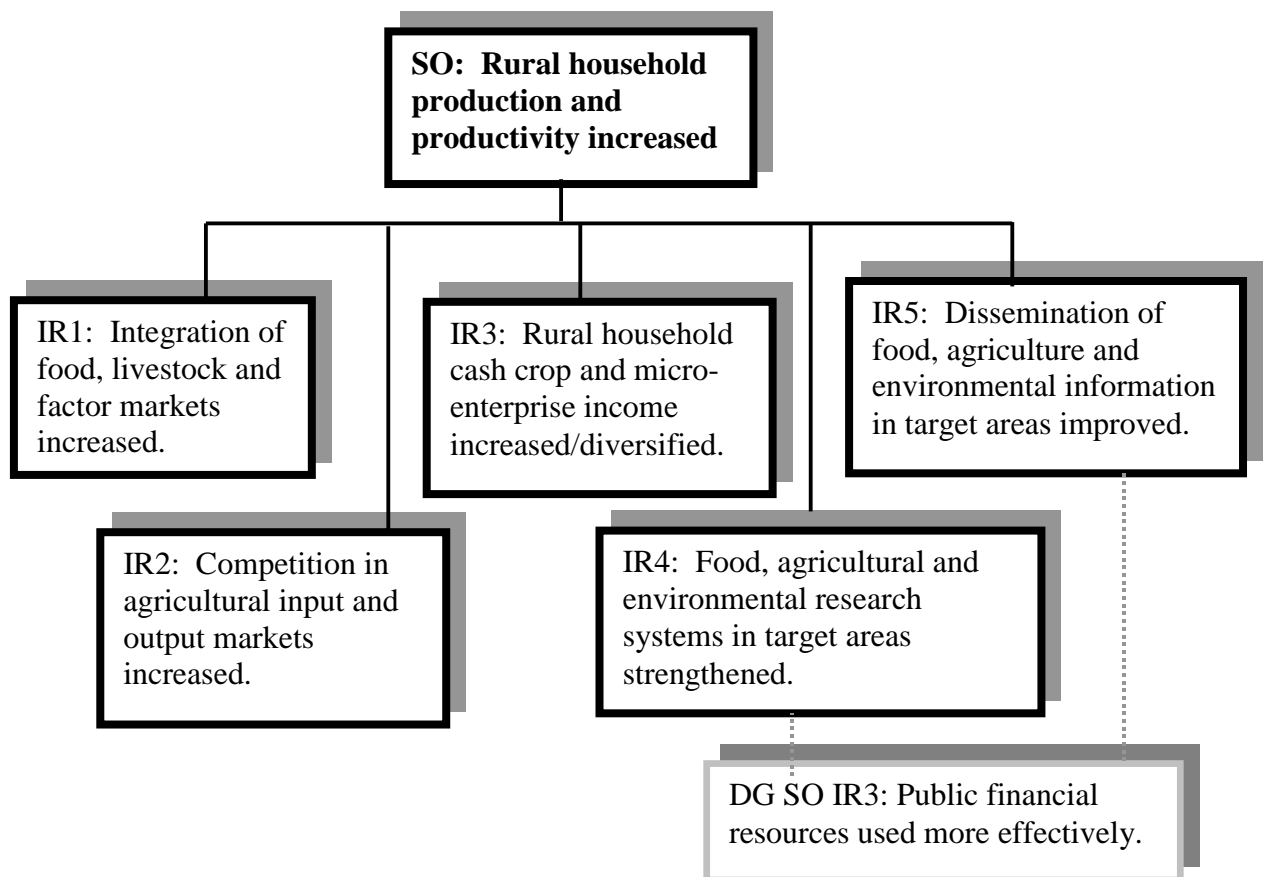 SO:  Rural household
production and
productivity increased
IR1:  Integration of
food, livestock and
factor markets
increased.
IR3:  Rural household
cash crop and micro-
enterprise income
increased/diversified.
IR5:  Dissemination of
food, agriculture and
environmental information
in target areas improved.
IR2:  Competition in
agricultural input and
output markets
increased.
IR4:  Food, agricultural and
environmental research
systems in target areas
strengthened.
DG SO IR3: Public financial
resources used more effectively.